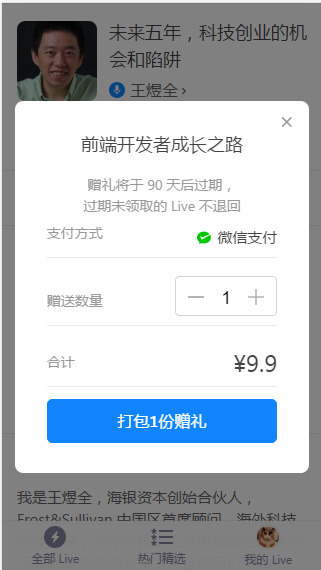 未来五年，科技创业的机
会和陷阱
王煜全 ›
×
前端开发者成长之路
赠礼将于 90 天后过期，
过期未领取的 Live 不退回
支付方式
微信支付
赠送数量
— 1 +
合计
¥9.9
打包1份赠礼
我是王煜全，海银资本创始合伙人，
Frost&Sullivan 中国区首席顾问，海外科技
全部 Live
热门精选
我的 Live